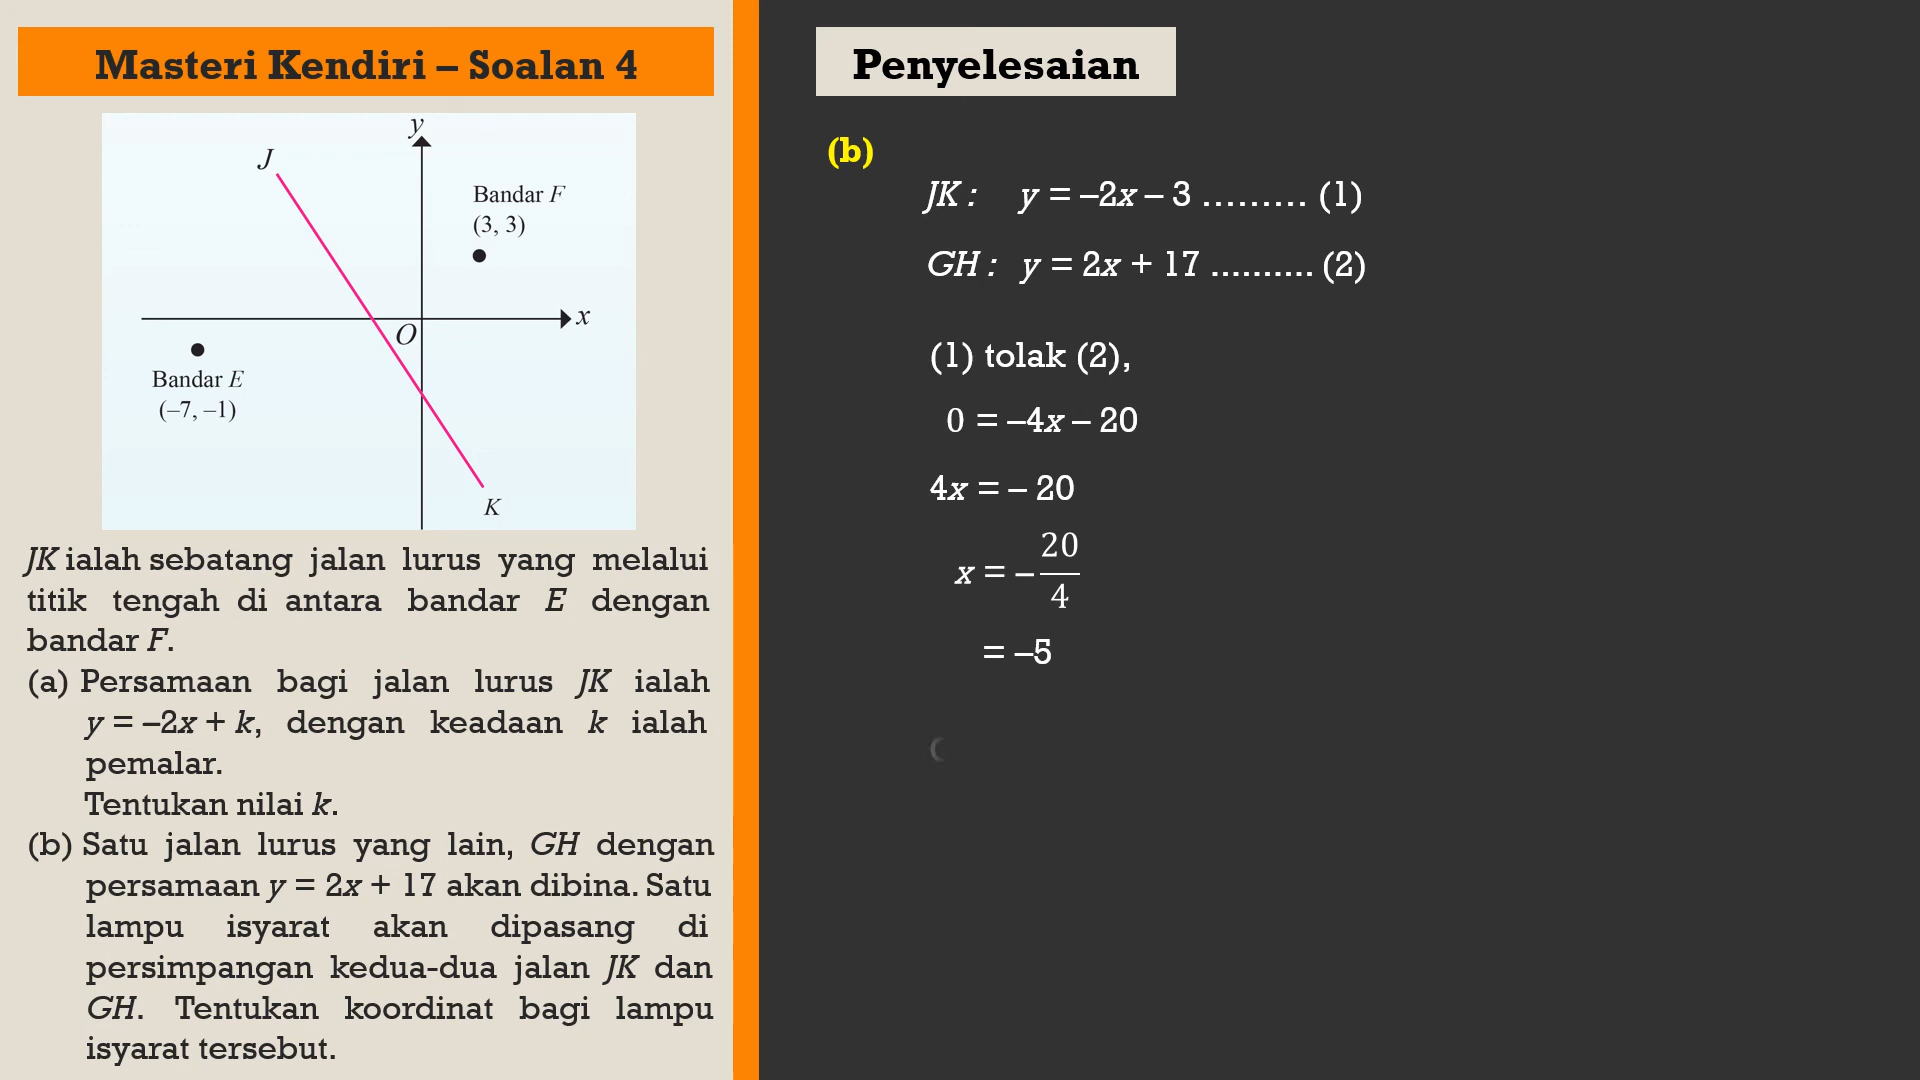 Masteri Kendiri – Soalan 4
y
J
Bandar F
(3, 3)
x
O
Bandar E
(–7, –1)
K
JK ialah sebatang jalan lurus yang melalui
titik tengah di antara bandar E dengan
bandar F.
(a) Persamaan bagi jalan lurus JK ialah
y = –2x + k, dengan keadaan k ialah
pemalar.
Tentukan nilai k.
(b) Satu jalan lurus yang lain, GH dengan
persamaan y = 2x + 17 akan dibina. Satu
lampu isyarat akan dipasang di
persimpangan kedua-dua jalan JK dan
GH. Tentukan koordinat bagi lampu
isyarat tersebut.
Penyelesaian
(b)
JK : y = –2x – 3 ......... (1)
GH : y = 2x + 17 .......... (2)
(1) tolak (2),
0 = –4x – 20
4x = – 20
x = – 20/4
= –5